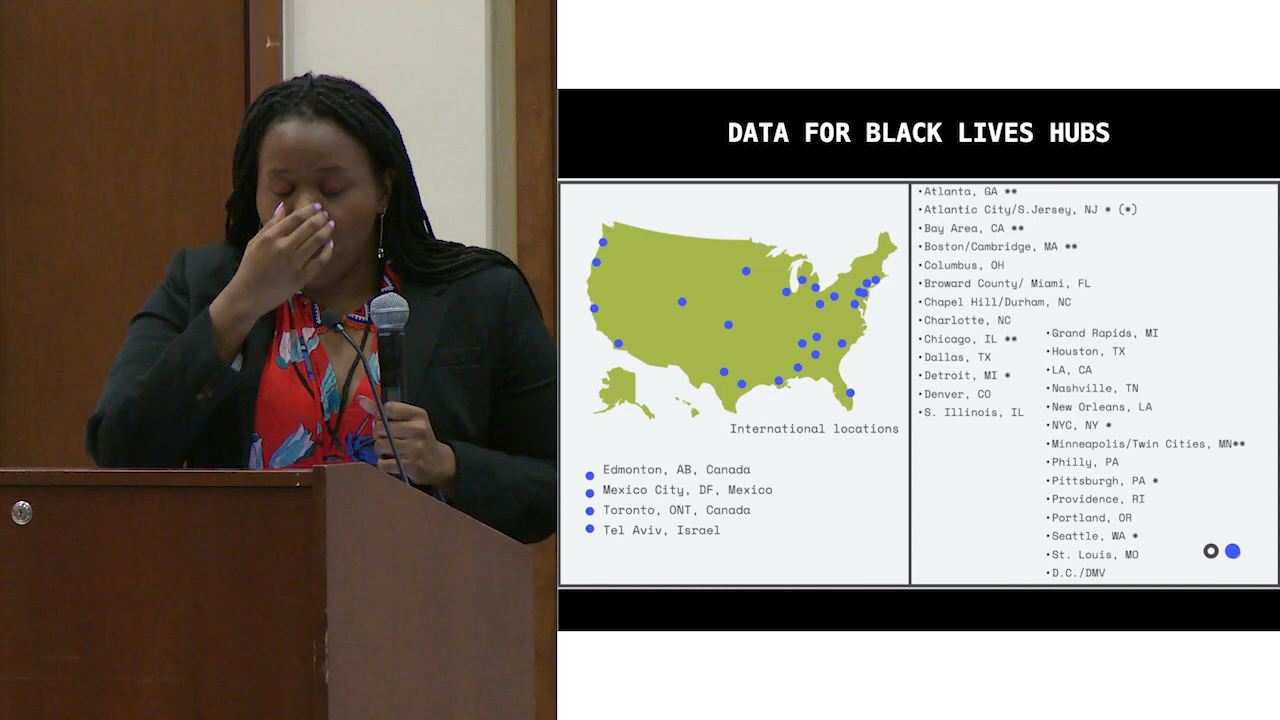 DATA FOR BLACK LIVES HUBS
International locations
Edmonton, AB, Canada
Mexico City, DF, Mexico
Toronto, ONT, Canada
Tel Aviv, Israel
•Atlanta, GA **
•Atlantic City/S.Jersey, NJ * (*)
•Bay Area, CA **
•Boston/Cambridge, MA **
•Columbus, OH
•Broward County/ Miami, FL
•Chapel Hill/Durham, NC
•Charlotte, NC
•Chicago, IL **
•Dallas, TX
•Detroit, MI *
•Denver, CO
•S. Illinois, IL
•Grand Rapids, MI
•Houston, TX
•LA, CA
•Nashville, TN
•New Orleans, LA
•NYC, NY *
•Minneapolis/Twin Cities, MN**
•Philly, PA
•Pittsburgh, PA *
•Providence, RI
•Portland, OR
•Seattle, WA *
•St. Louis, MO
•D.C./DMV